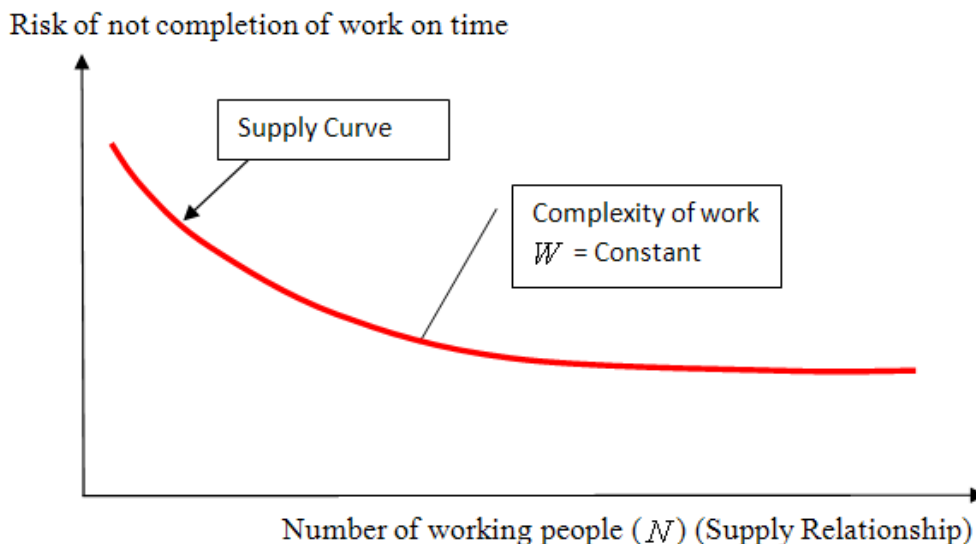 Risk of not completion of work on time
Supply Curve
Complexity of work
W = Constant
Number of working people (N) (Supply Relationship)